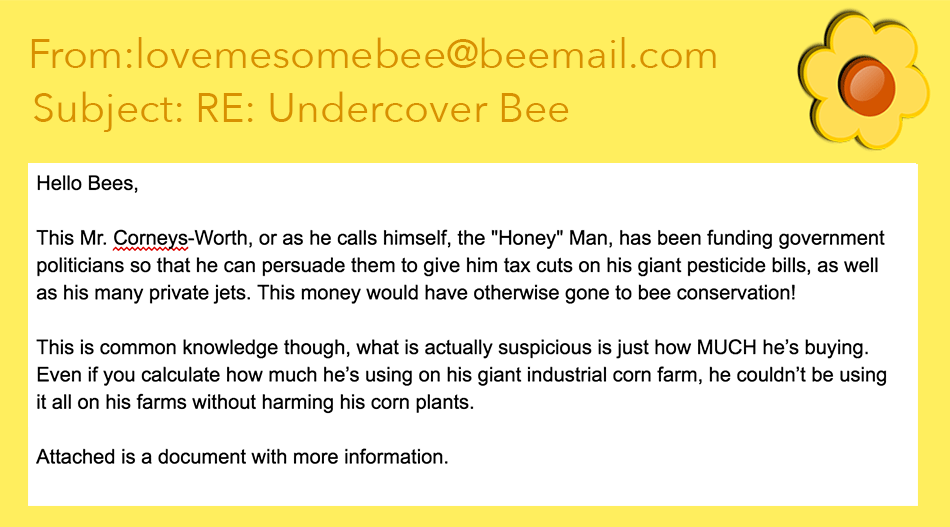 From:lovemesomebee@beemail.com
Subject: RE: Undercover Bee
Hello Bees,
This Mr. Corneys-Worth, or as he calls himself, the "Honey" Man, has been funding government
politicians so that he can persuade them to give him tax cuts on his giant pesticide bills, as well
as his many private jets. This money would have otherwise gone to bee conservation!
This is common knowledge though, what is actually suspicious is just how MUCH he’s buying.
Even if you calculate how much he’s using on his giant industrial corn farm, he couldn’t be using
it all on his farms without harming his corn plants.
Attached is a document with more information.